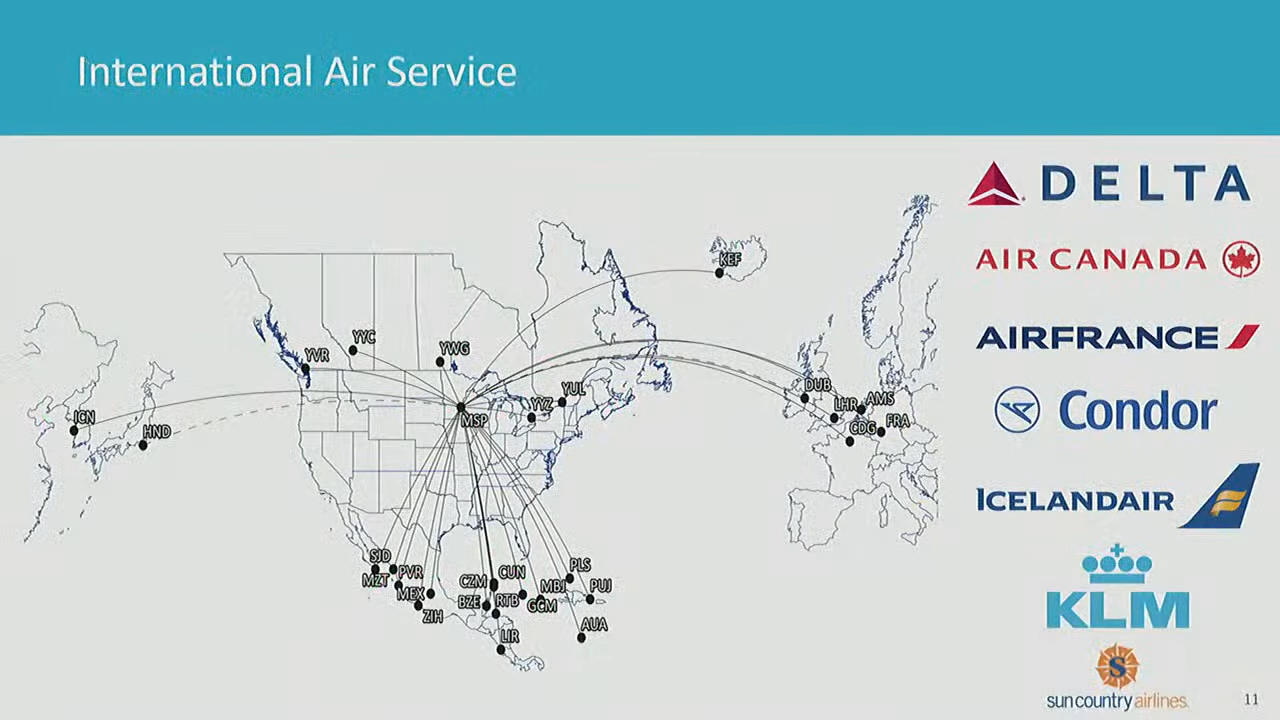 International Air Service
DELTA
AIR CANADA
AIRFRANCE
Condor
ICELANDAIR
KLM
S
sun country airlines.
KEF
YYC
YVR
YWG
YUL
YYZ
MSP
ICN
HND
DUB
AMS
LHR
FRA
CDG
SJD
MZT
PVR
MEX
ZIH
CZM
CUN
BZE
RTB
LIR
MBJ
GCM
PLS
PUJ
AUA
11